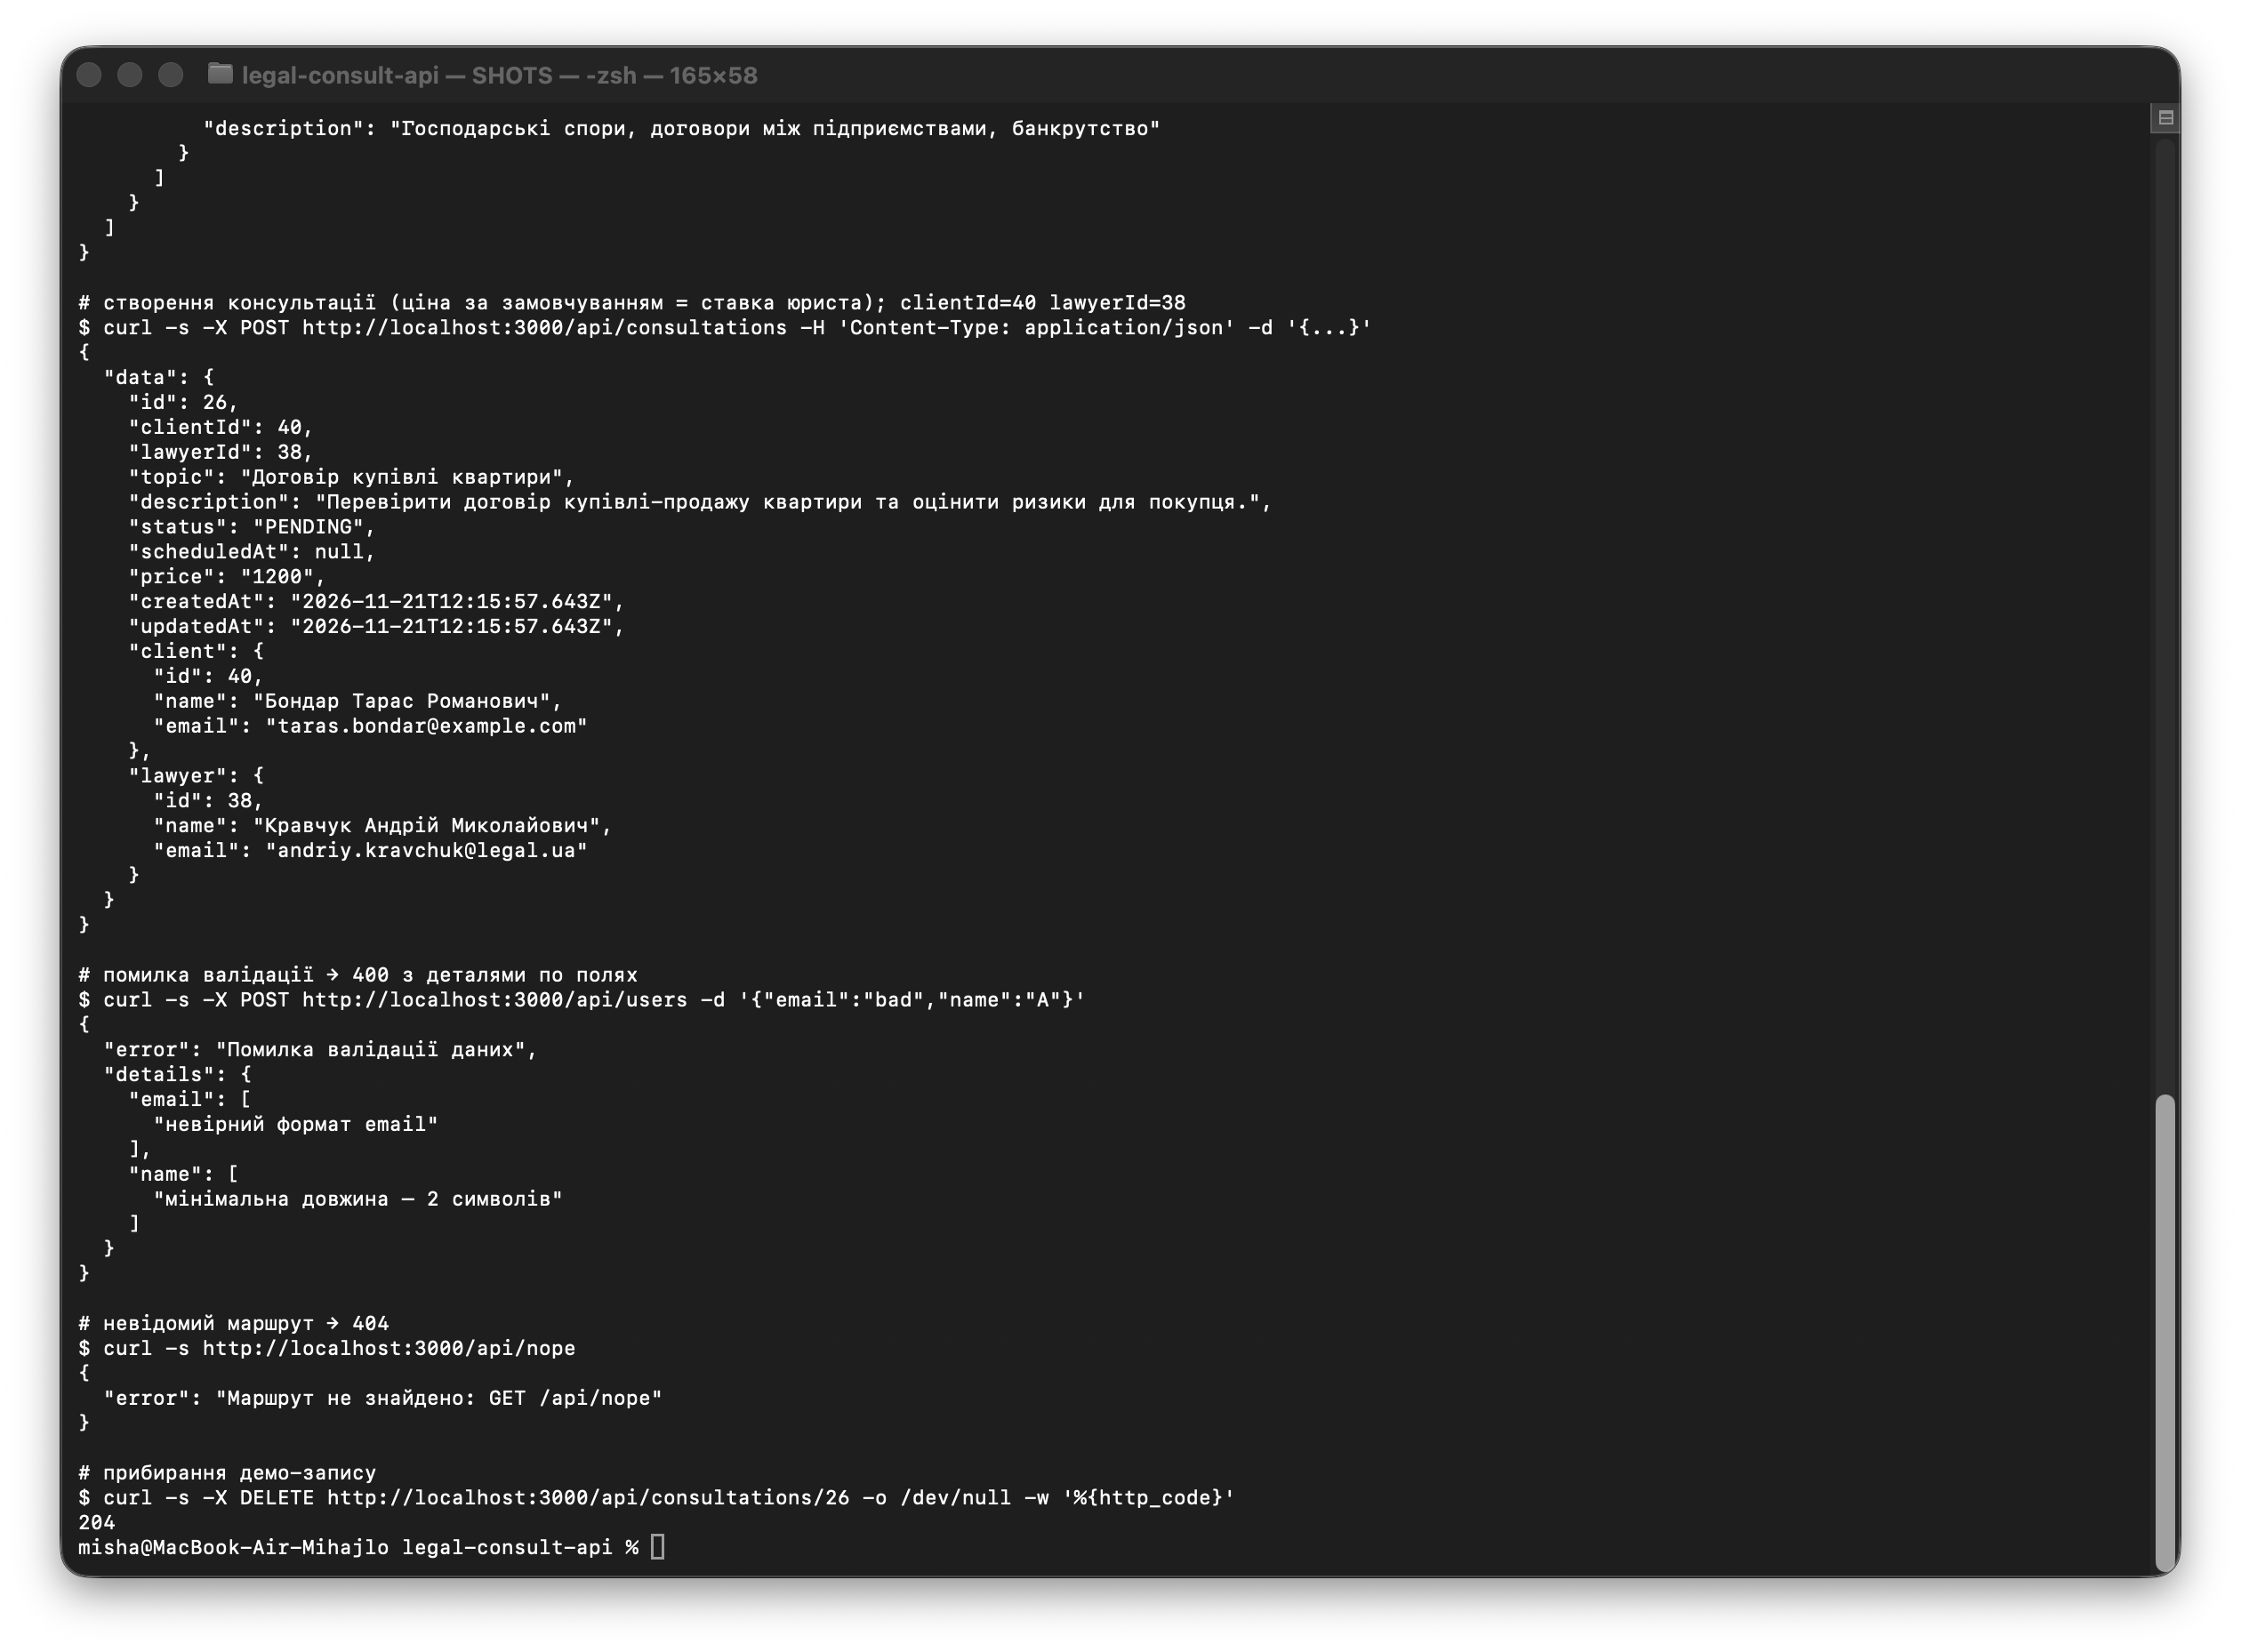 legal-consult-api — SHOTS — -zsh — 165×58
"description": "Господарські спори, договори між підприємствами, банкрутство"
}
]
}
]
}
# створення консультації (ціна за замовчуванням = ставка юриста); clientId=40 lawyerId=38
$ curl -s -X POST http://localhost:3000/api/consultations -H 'Content-Type: application/json' -d '{...}'
{
"data": {
"id": 26,
"clientId": 40,
"lawyerId": 38,
"topic": "Договір купівлі квартири",
"description": "Перевірити договір купівлі-продажу квартири та оцінити ризики для покупця.",
"status": "PENDING",
"scheduledAt": null,
"price": "1200",
"createdAt": "2026-11-21T12:15:57.643Z",
"updatedAt": "2026-11-21T12:15:57.643Z",
"client": {
"id": 40,
"name": "Бондар Тарас Романович",
"email": "taras.bondar@example.com"
},
"lawyer": {
"id": 38,
"name": "Кравчук Андрій Миколайович",
"email": "andriy.kravchuk@legal.ua"
}
}
}
# помилка валідації → 400 з деталями по полях
$ curl -s -X POST http://localhost:3000/api/users -d '{"email":"bad","name":"A"}'
{
"error": "Помилка валідації даних",
"details": {
"email": [
"невірний формат email"
],
"name": [
"мінімальна довжина — 2 символів"
]
}
}
# невідомий маршрут → 404
$ curl -s http://localhost:3000/api/nope
{
"error": "Маршрут не знайдено: GET /api/nope"
}
# прибирання демо-запису
$ curl -s -X DELETE http://localhost:3000/api/consultations/26 -o /dev/null -w '%{http_code}'
204
misha@MacBook-Air-Mihajlo legal-consult-api %